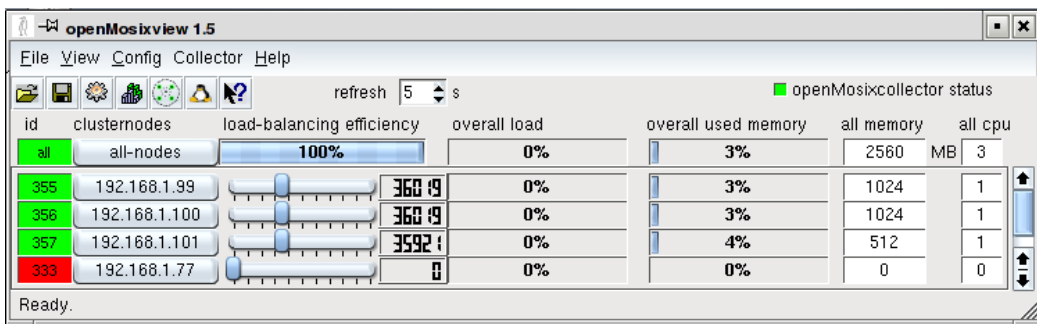 openMosixview 1.5
File View Config Collector Help
refresh 5 s openMosixcollector status
id clusternodes load-balancing efficiency overall load overall used memory all memory all cpu
all all-nodes 100% 0% 3% 2560 MB 3
355 192.168.1.99 36019 0% 3% 1024 1
356 192.168.1.100 36019 0% 3% 1024 1
357 192.168.1.101 35921 0% 4% 512 1
333 192.168.1.77 0 0% 0% 0 0
Ready.